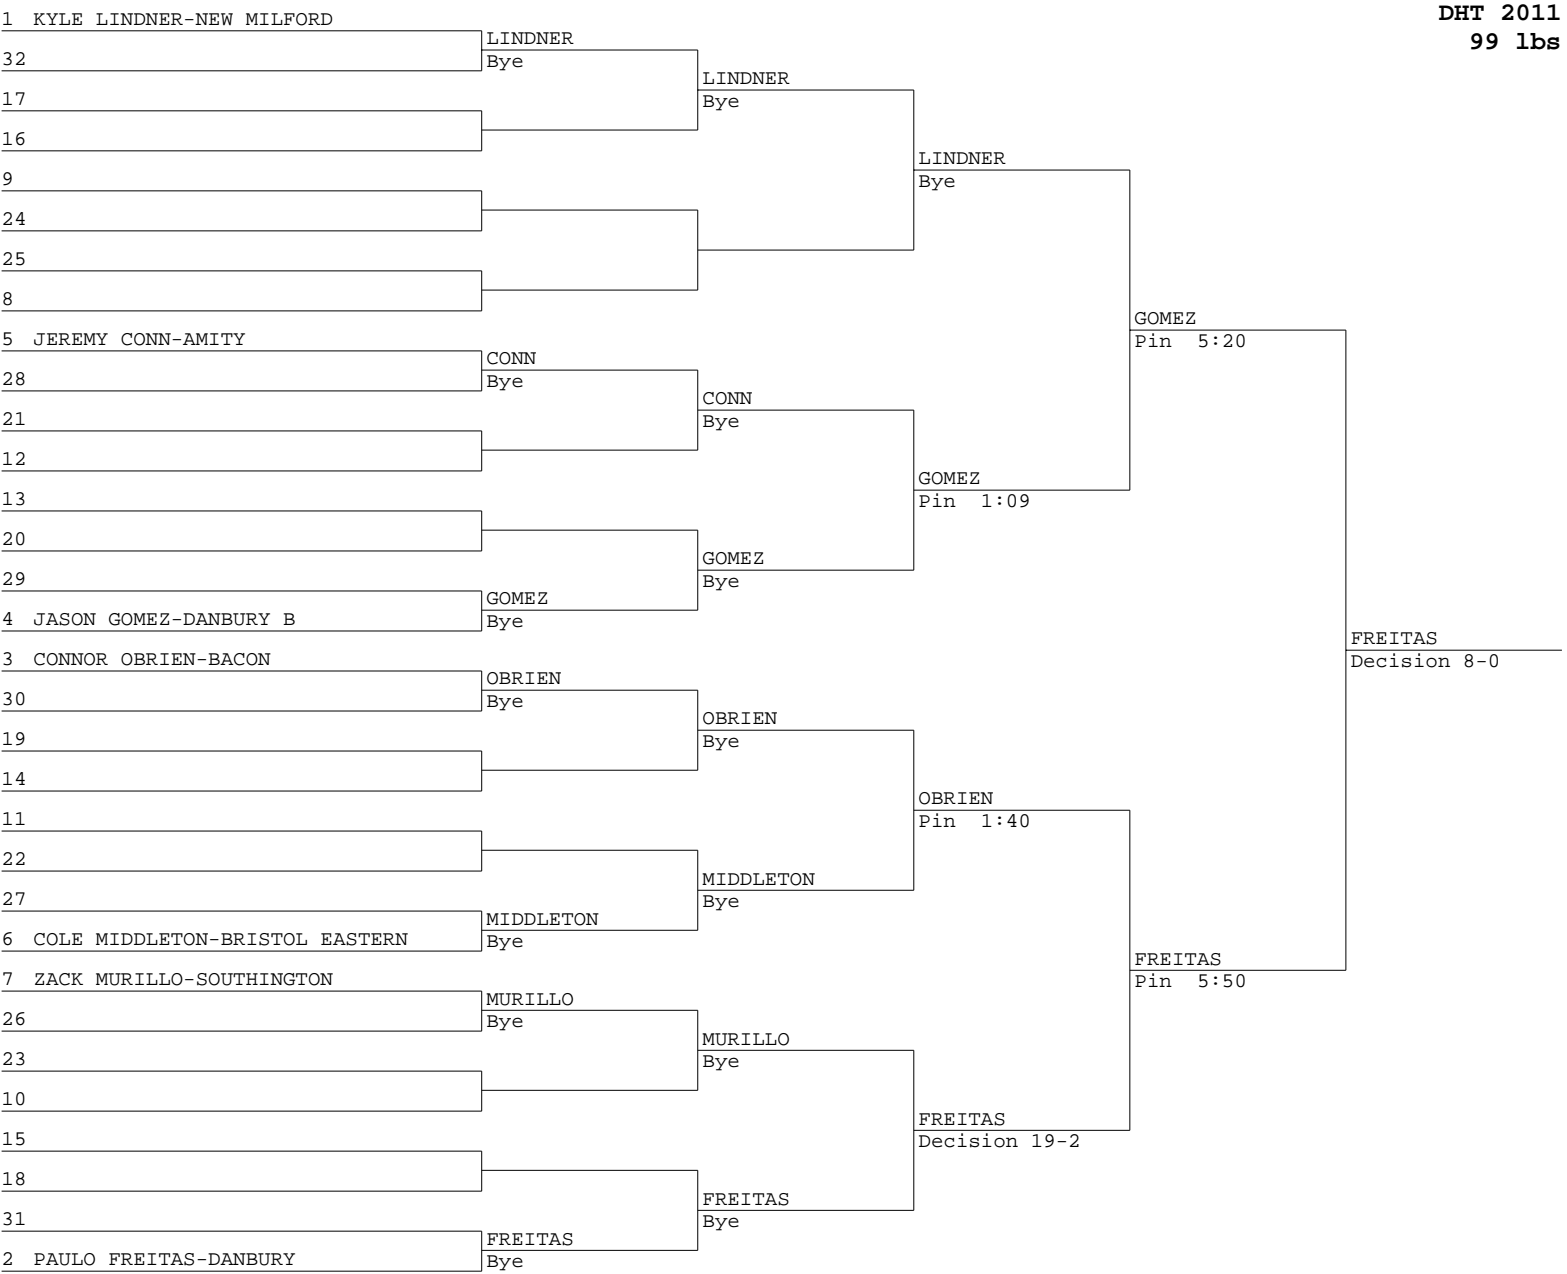 DHT 2011
99 lbs
1 KYLE LINDNER-NEW MILFORD
32
17
16
9
24
25
8
5 JEREMY CONN-AMITY
28
21
12
13
20
29
4 JASON GOMEZ-DANBURY B
3 CONNOR OBRIEN-BACON
30
19
14
11
22
27
6 COLE MIDDLETON-BRISTOL EASTERN
7 ZACK MURILLO-SOUTHINGTON
26
23
10
15
18
31
2 PAULO FREITAS-DANBURY
LINDNER
Bye
CONN
Bye
GOMEZ
Bye
OBRIEN
Bye
MIDDLETON
Bye
MURILLO
Bye
FREITAS
Bye
LINDNER
Bye
CONN
Bye
GOMEZ
Bye
OBRIEN
Bye
MIDDLETON
Bye
MURILLO
Bye
FREITAS
Bye
LINDNER
Bye
GOMEZ
Pin 1:09
OBRIEN
Pin 1:40
FREITAS
Decision 19-2
GOMEZ
Pin 5:20
FREITAS
Pin 5:50
FREITAS
Decision 8-0